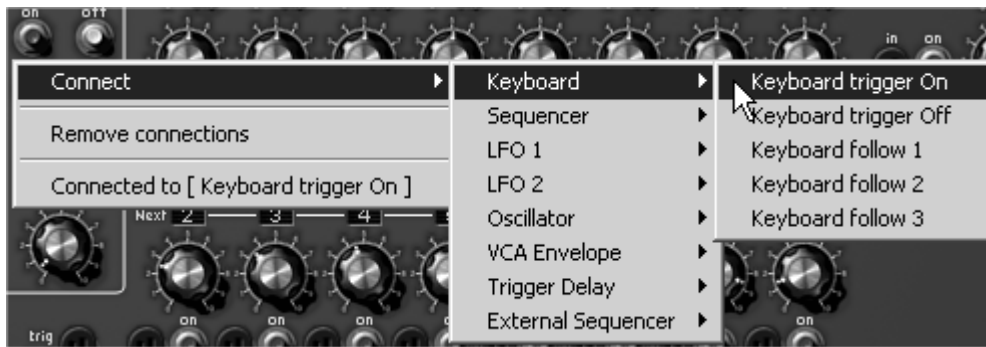 on off
in on
Connect
Remove connections
Connected to [ Keyboard trigger On ]
Keyboard
Sequencer
LFO 1
LFO 2
Oscillator
VCA Envelope
Trigger Delay
External Sequencer
Keyboard trigger On
Keyboard trigger Off
Keyboard follow 1
Keyboard follow 2
Keyboard follow 3
Next 2 3 4
on on on on
trig